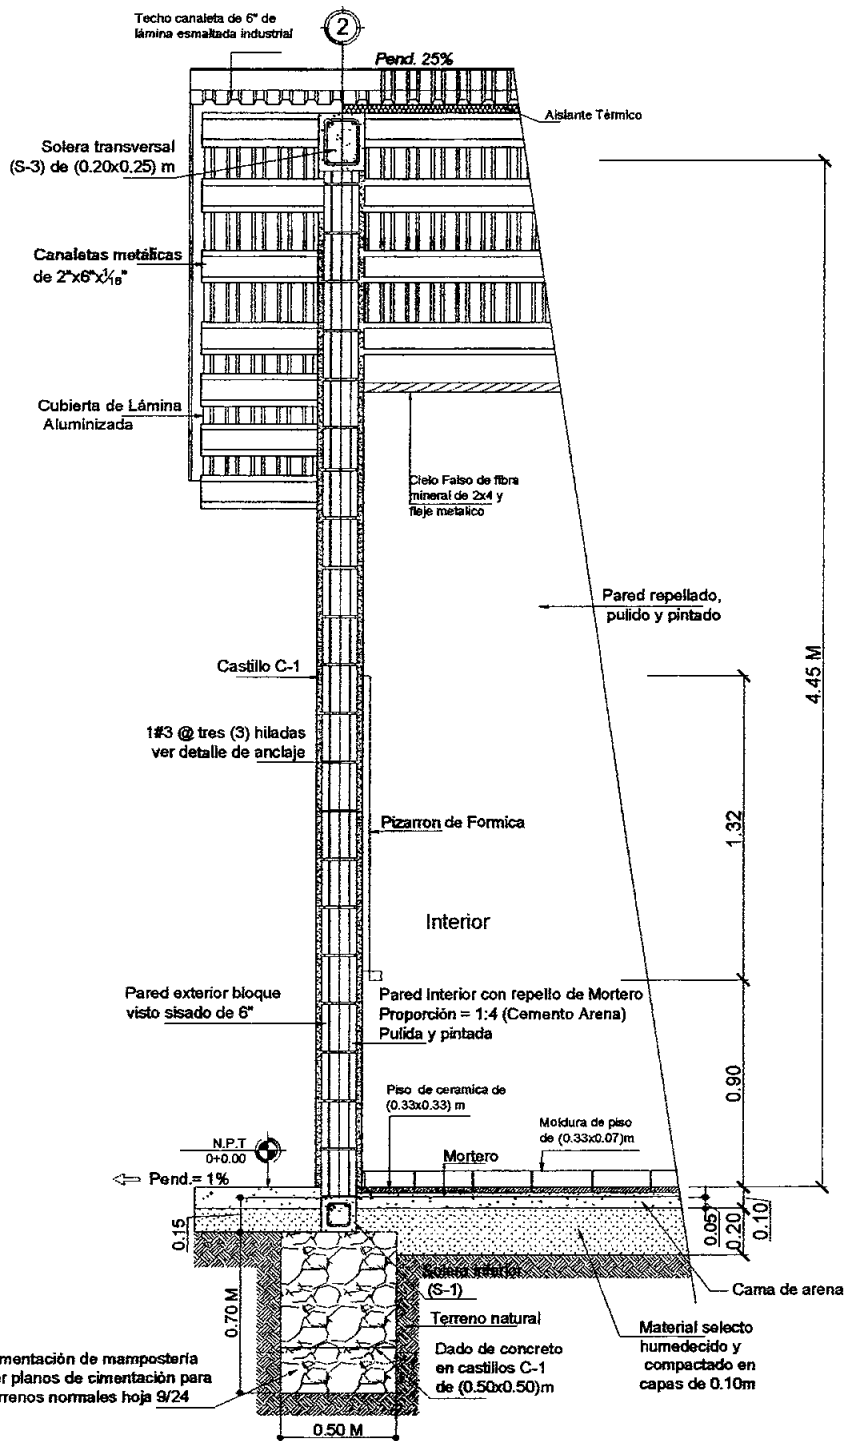 Techo canaleta de 6" de
lámina esmaltada industrial
2
Pend. 25%
Aislante Térmico
Solera transversal
(S-3) de (0.20x0.25) m
Canaletas metálicas
de 2"x6"x1/16"
Cubierta de Lámina
Aluminizada
Cielo Falso de fibra
mineral de 2x4 y
fleje metalico
Pared repellado,
pulido y pintado
4.45 M
Castillo C-1
1#3 @ tres (3) hiladas
ver detalle de anclaje
1.32
Pizarron de Formica
Interior
Pared exterior bloque
visto sisado de 6"
Pared Interior con repello de Mortero
Proporción = 1:4 (Cemento Arena)
Pulida y pintada
0.90
Piso de ceramica de
(0.33x0.33) m
Moldura de piso
de (0.33x0.07)m
N.P.T
0+0.00
Mortero
Pend.= 1%
0.15
0.05
0.20
0.10
Solera Inferior
(S-1)
Cama de arena
0.70 M
Terreno natural
Material selecto
humedecido y
compactado en
capas de 0.10m
Dado de concreto
en castillos C-1
de (0.50x0.50)m
mentación de mampostería
er planos de cimentación para
rrenos normales hoja 9/24
0.50 M